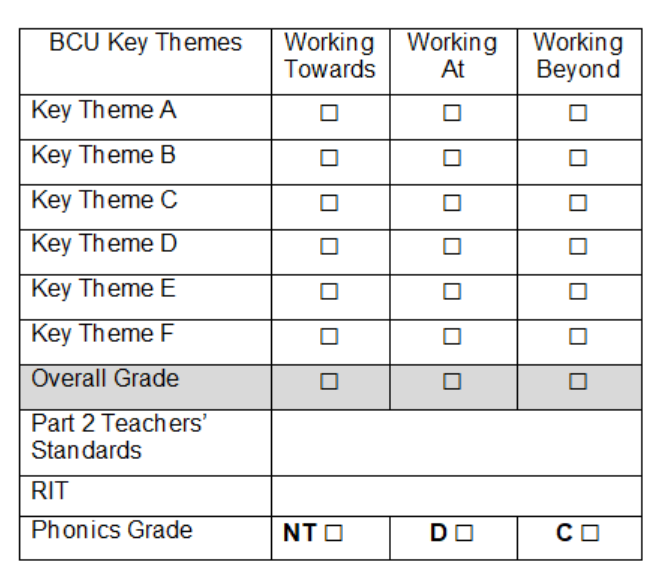 BCU Key Themes Working Towards Working At Working Beyond
Key Theme A ☐ ☐ ☐
Key Theme B ☐ ☐ ☐
Key Theme C ☐ ☐ ☐
Key Theme D ☐ ☐ ☐
Key Theme E ☐ ☐ ☐
Key Theme F ☐ ☐ ☐
Overall Grade ☐ ☐ ☐
Part 2 Teachers'
Standards
RIT
Phonics Grade NT ☐ D ☐ C ☐